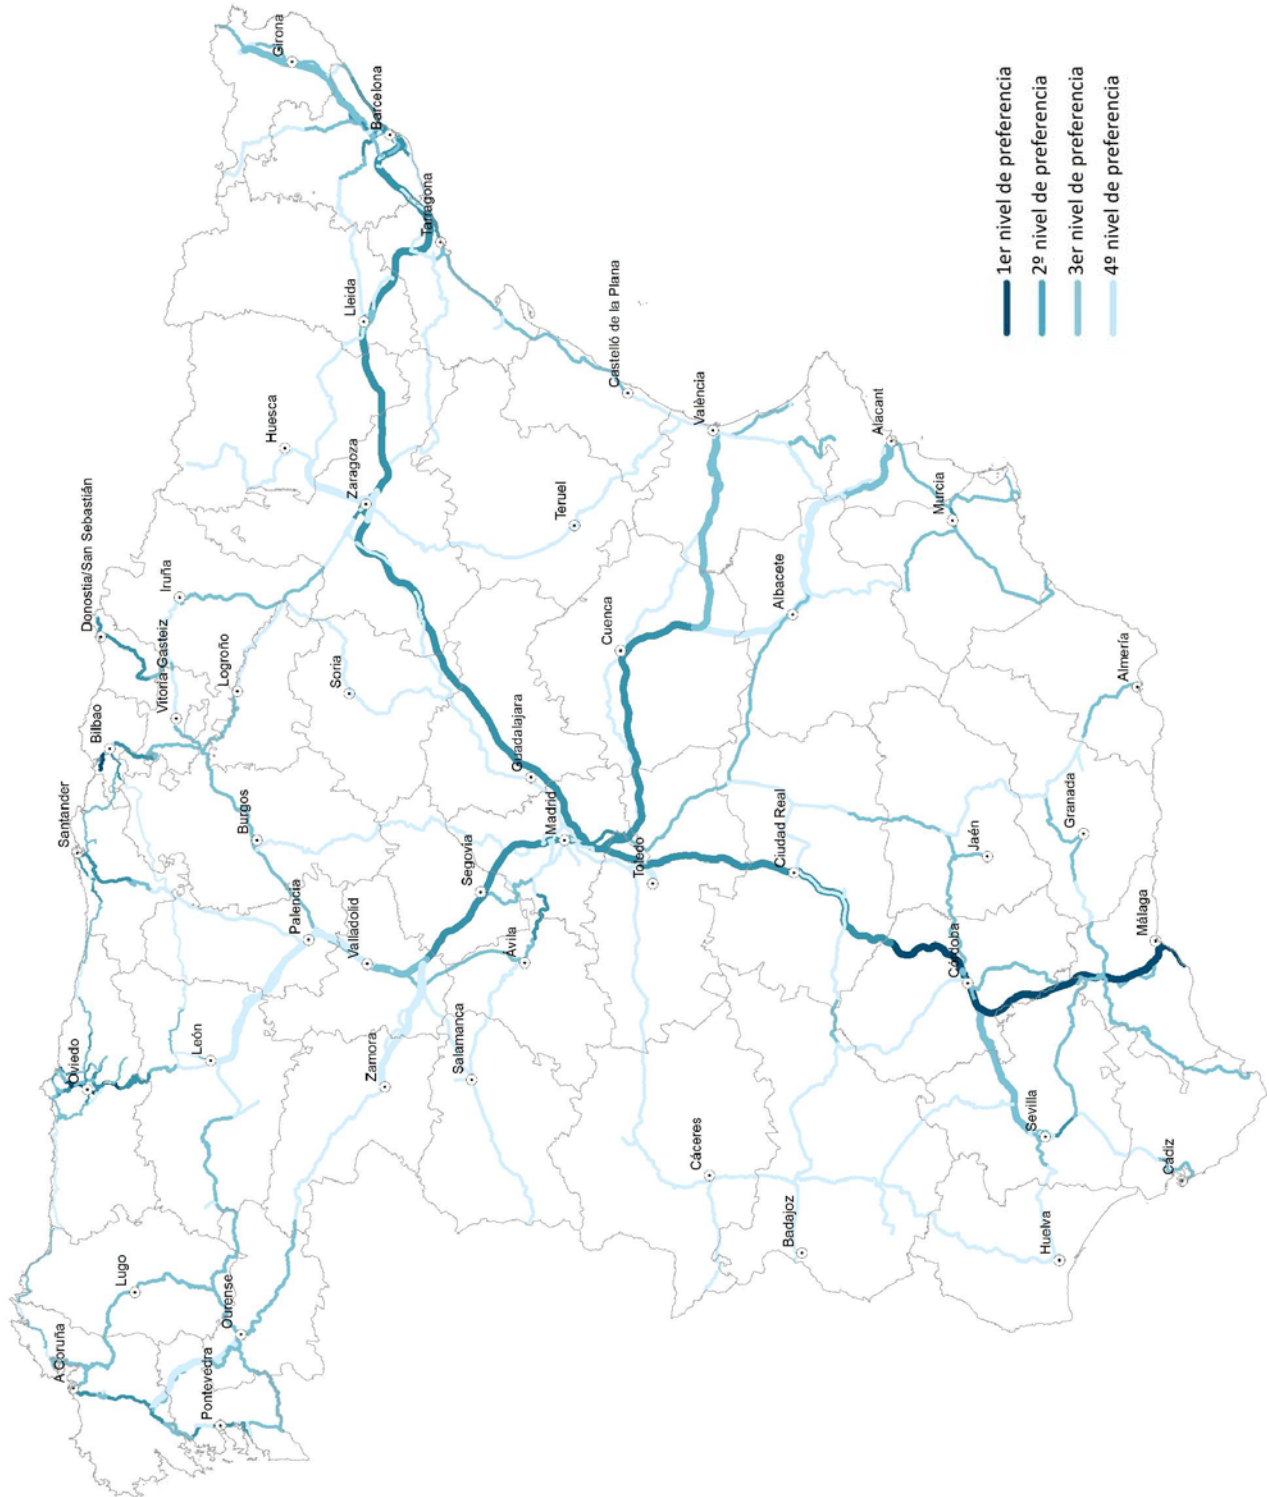 A Coruña
Lugo
Pontevedra
Ourense
Oviedo
León
Santander
Palencia
Burgos
Bilbao
Vitoria-Gasteiz
Donostia/San Sebastián
Iruña
Logroño
Huesca
Zaragoza
Lleida
Girona
Barcelona
Tarragona
Zamora
Valladolid
Soria
Salamanca
Segovia
Ávila
Guadalajara
Madrid
Teruel
Castelló de la Plana
Cuenca
Toledo
Cáceres
València
Badajoz
Ciudad Real
Albacete
Alacant
Murcia
Córdoba
Jaén
Huelva
Sevilla
Granada
Almería
Málaga
Cádiz
1er nivel de preferencia
2º nivel de preferencia
3er nivel de preferencia
4º nivel de preferencia